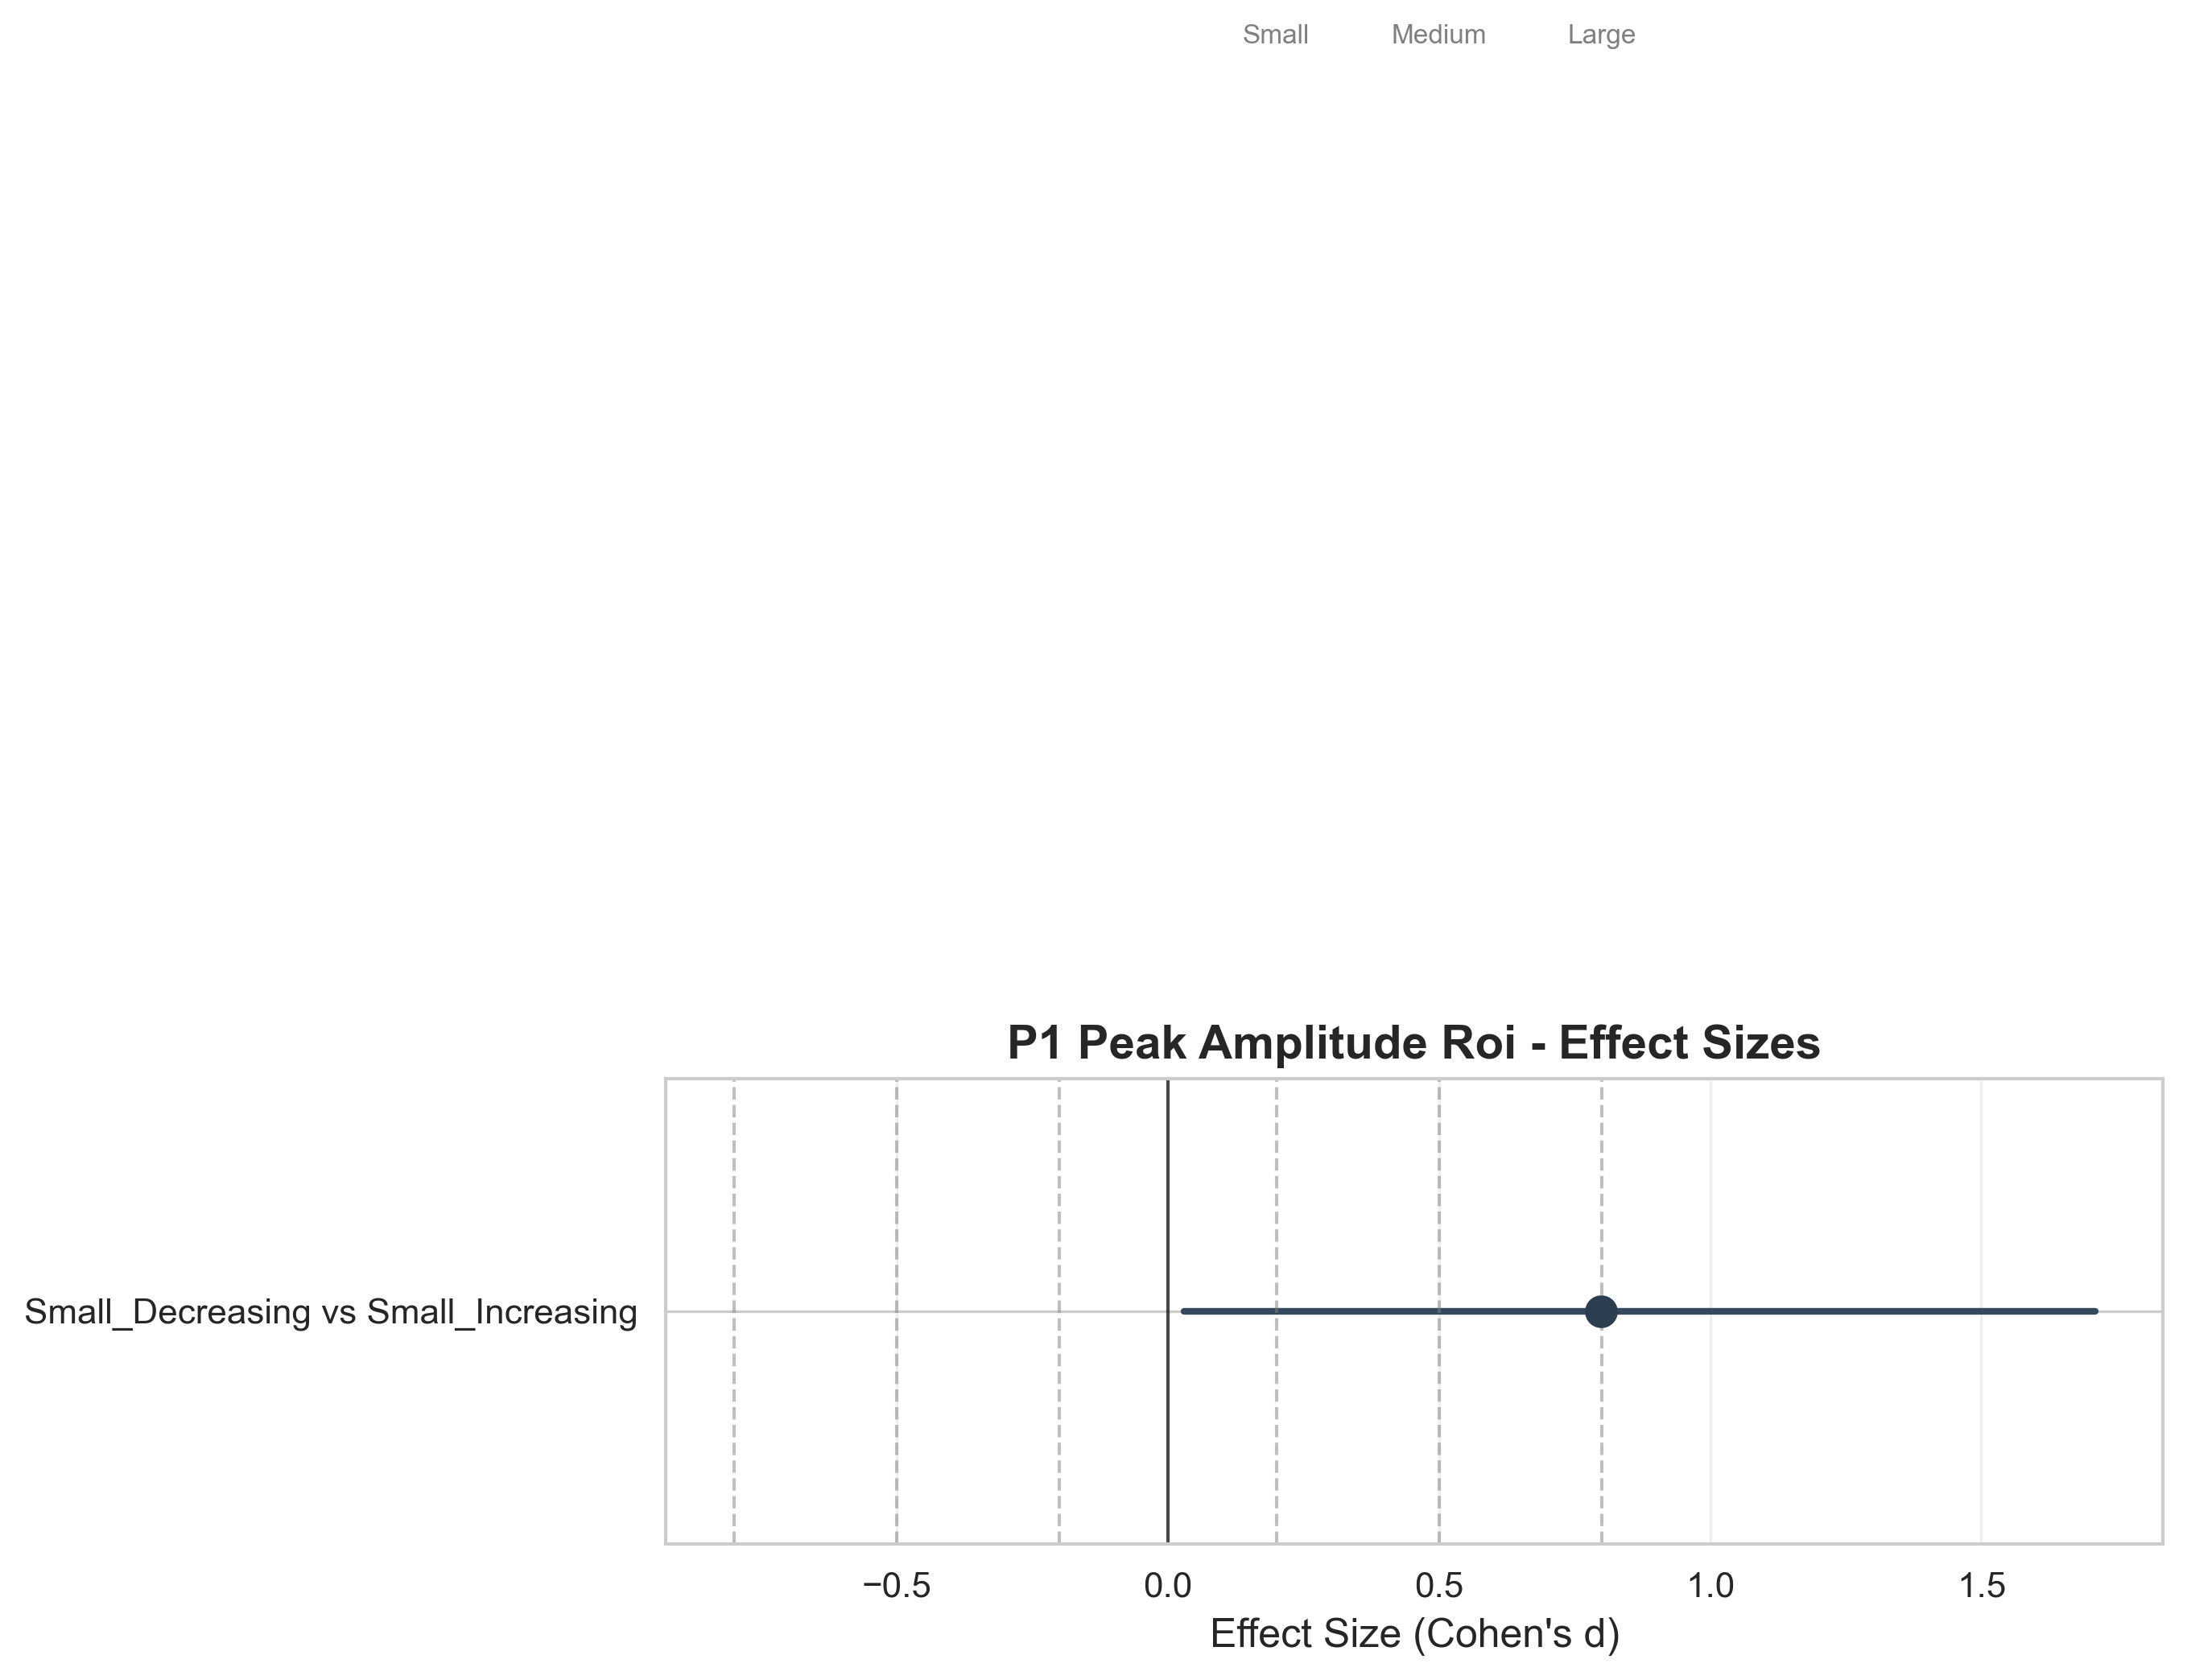 Small Medium Large
P1 Peak Amplitude Roi - Effect Sizes
Small_Decreasing vs Small_Increasing
−0.5 0.0 0.5 1.0 1.5
Effect Size (Cohen's d)